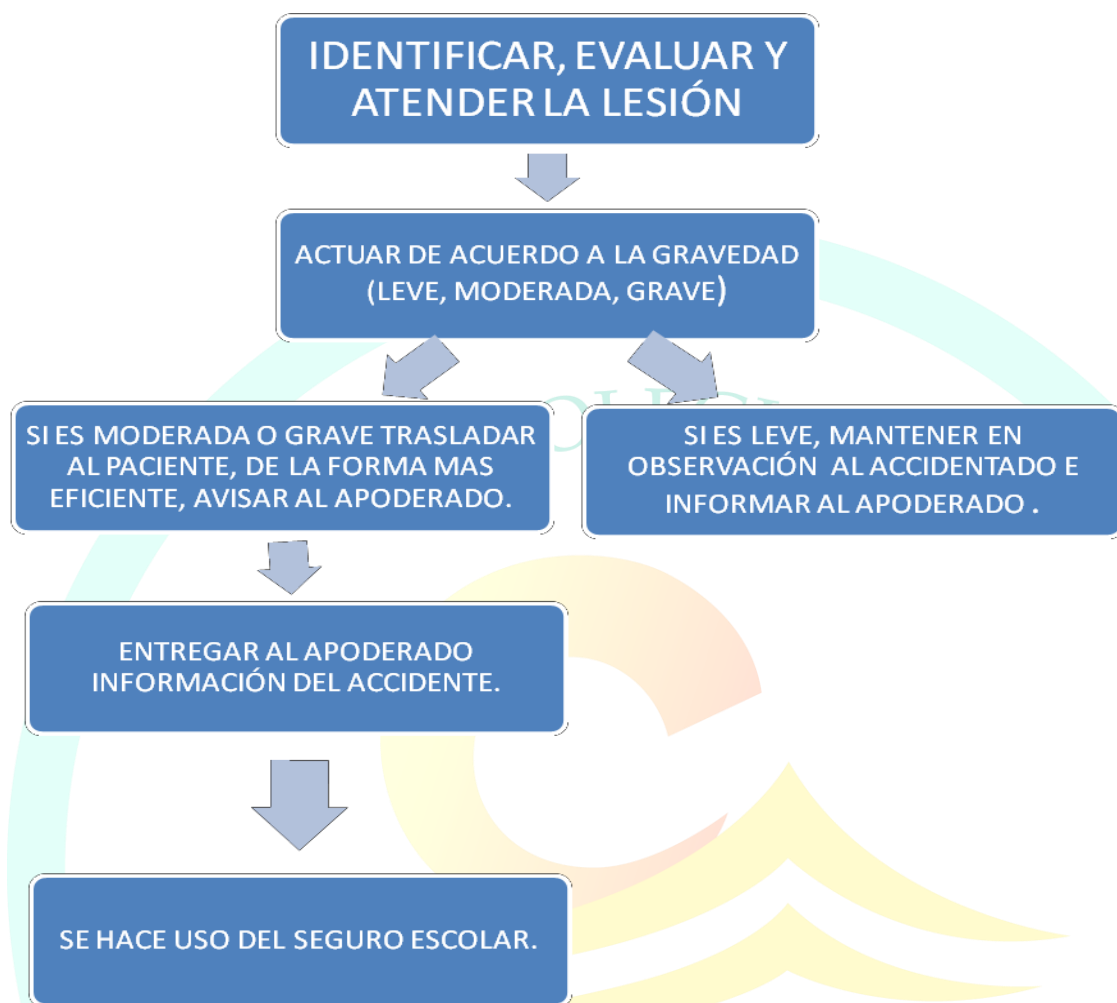 IDENTIFICAR, EVALUAR Y
ATENDER LA LESIÓN
ACTUAR DE ACUERDO A LA GRAVEDAD
(LEVE, MODERADA, GRAVE)
SI ES MODERADA O GRAVE TRASLADAR
AL PACIENTE, DE LA FORMA MAS
EFICIENTE, AVISAR AL APODERADO.
SI ES LEVE, MANTENER EN
OBSERVACIÓN AL ACCIDENTADO E
INFORMAR AL APODERADO .
ENTREGAR AL APODERADO
INFORMACIÓN DEL ACCIDENTE.
SE HACE USO DEL SEGURO ESCOLAR.